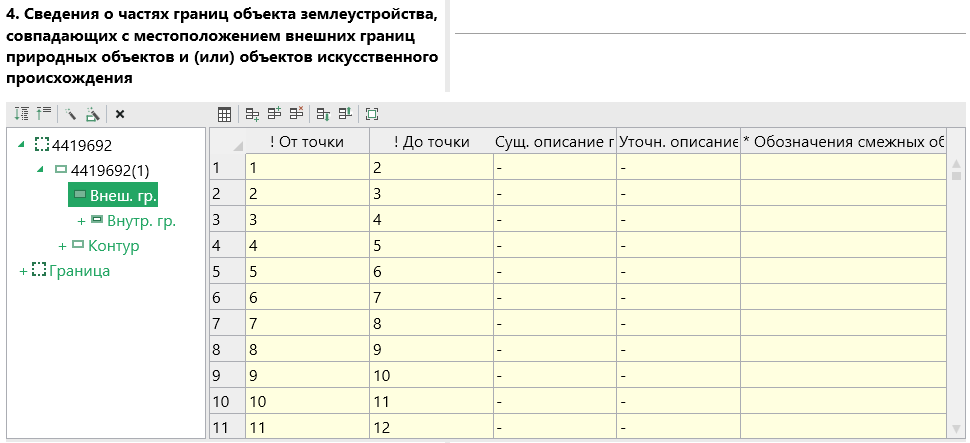 4. Сведения о частях границ объекта землеустройства,
совпадающих с местоположением внешних границ
природных объектов и (или) объектов искусственного
происхождения
4419692
4419692(1)
Внеш. гр.
+ Внутр. гр.
+ Контур
+ Граница
! От точки ! До точки Сущ. описание г Уточн. описание * Обозначения смежных об
1 1 2 - -
2 2 3 - -
3 3 4 - -
4 4 5 - -
5 5 6 - -
6 6 7 - -
7 7 8 - -
8 8 9 - -
9 9 10 - -
10 10 11 - -
11 11 12 - -